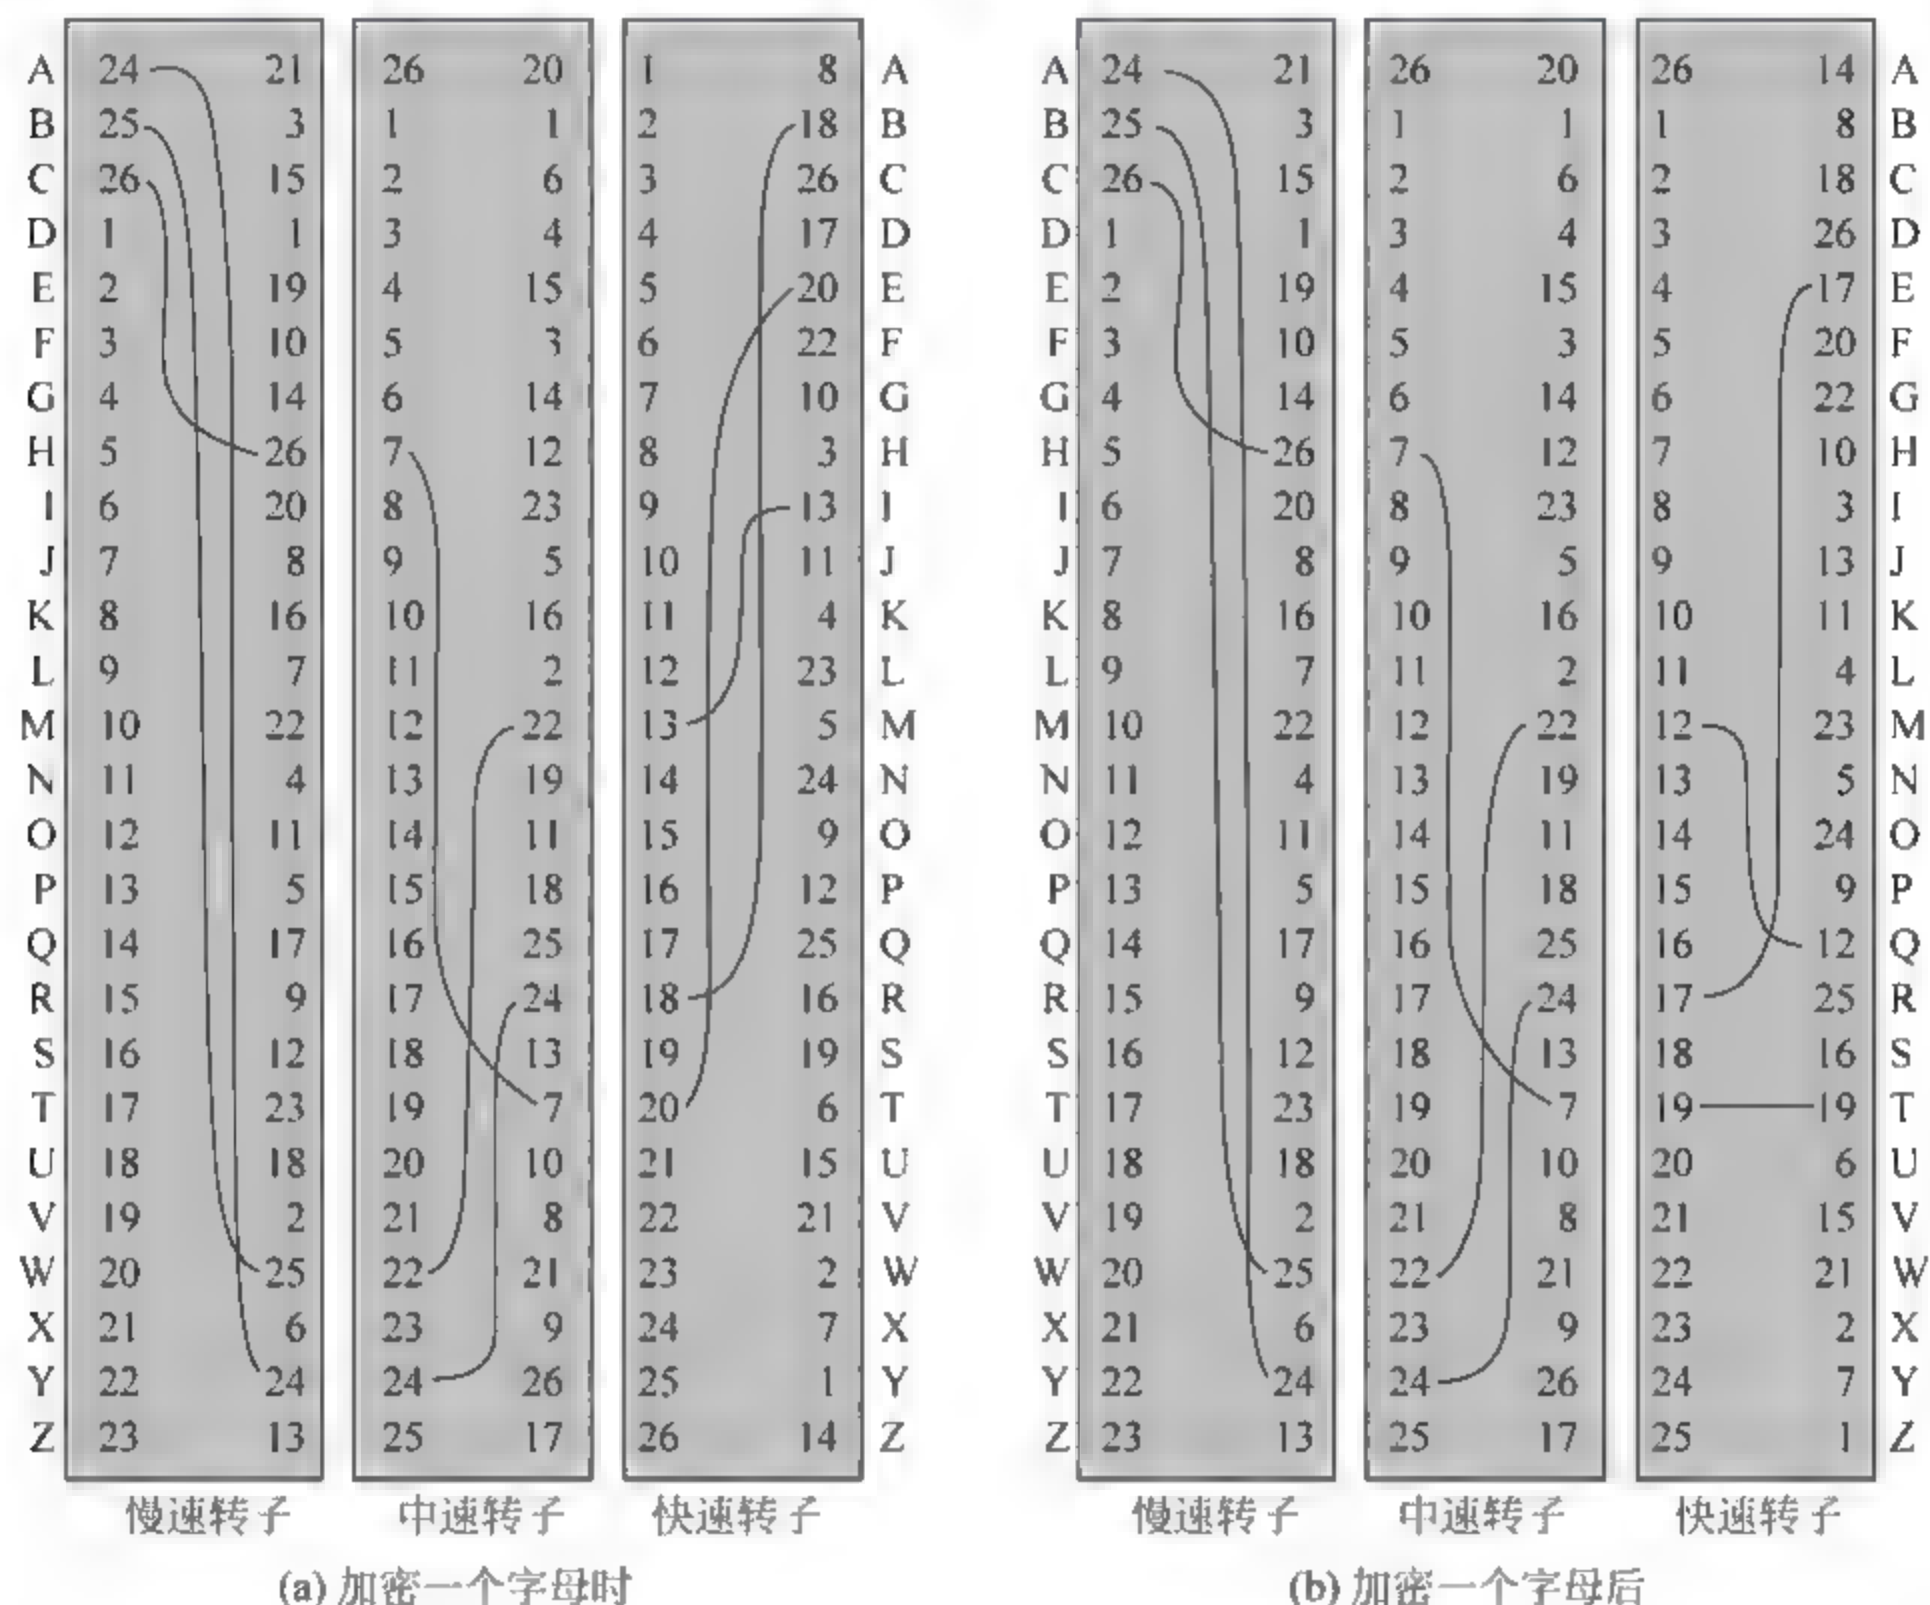 A 24 21 26 20 1 8 A A 24 21 26 20 26 14 A
B 25 3 1 1 2 18 B B 25 3 1 1 1 8 B
C 26 15 2 6 3 26 C C 26 15 2 6 2 18 C
D 1 1 3 4 4 17 D D 1 1 3 4 3 26 D
E 2 19 4 15 5 20 E E 2 19 4 15 4 17 E
F 3 10 5 3 6 22 F F 3 10 5 3 5 20 F
G 4 14 6 14 7 10 G G 4 14 6 14 6 22 G
H 5 26 7 12 8 3 H H 5 26 7 12 7 10 H
I 6 20 8 23 9 13 I I 6 20 8 23 8 3 I
J 7 8 9 5 10 11 J J 7 8 9 5 9 13 J
K 8 16 10 16 11 4 K K 8 16 10 16 10 11 K
L 9 7 11 2 12 23 L L 9 7 11 2 11 4 L
M 10 22 12 22 13 5 M M 10 22 12 22 12 23 M
N 11 4 13 19 14 24 N N 11 4 13 19 13 5 N
O 12 11 14 11 15 9 O O 12 11 14 11 14 24 O
P 13 5 15 18 16 12 P P 13 5 15 18 15 9 P
Q 14 17 16 25 17 25 Q Q 14 17 16 25 16 12 Q
R 15 9 17 24 18 16 R R 15 9 17 24 17 25 R
S 16 12 18 13 19 19 S S 16 12 18 13 18 16 S
T 17 23 19 7 20 6 T T 17 23 19 7 19 19 T
U 18 18 20 10 21 15 U U 18 18 20 10 20 6 U
V 19 2 21 8 22 21 V V 19 2 21 8 21 15 V
W 20 25 22 21 23 2 W W 20 25 22 21 22 21 W
X 21 6 23 9 24 7 X X 21 6 23 9 23 2 X
Y 22 24 24 26 25 1 Y Y 22 24 24 26 24 7 Y
Z 23 13 25 17 26 14 Z Z 23 13 25 17 25 1 Z
慢速转子 中速转子 快速转子 慢速转子 中速转子 快速转子
(a) 加密一个字母时 (b) 加密一个字母后